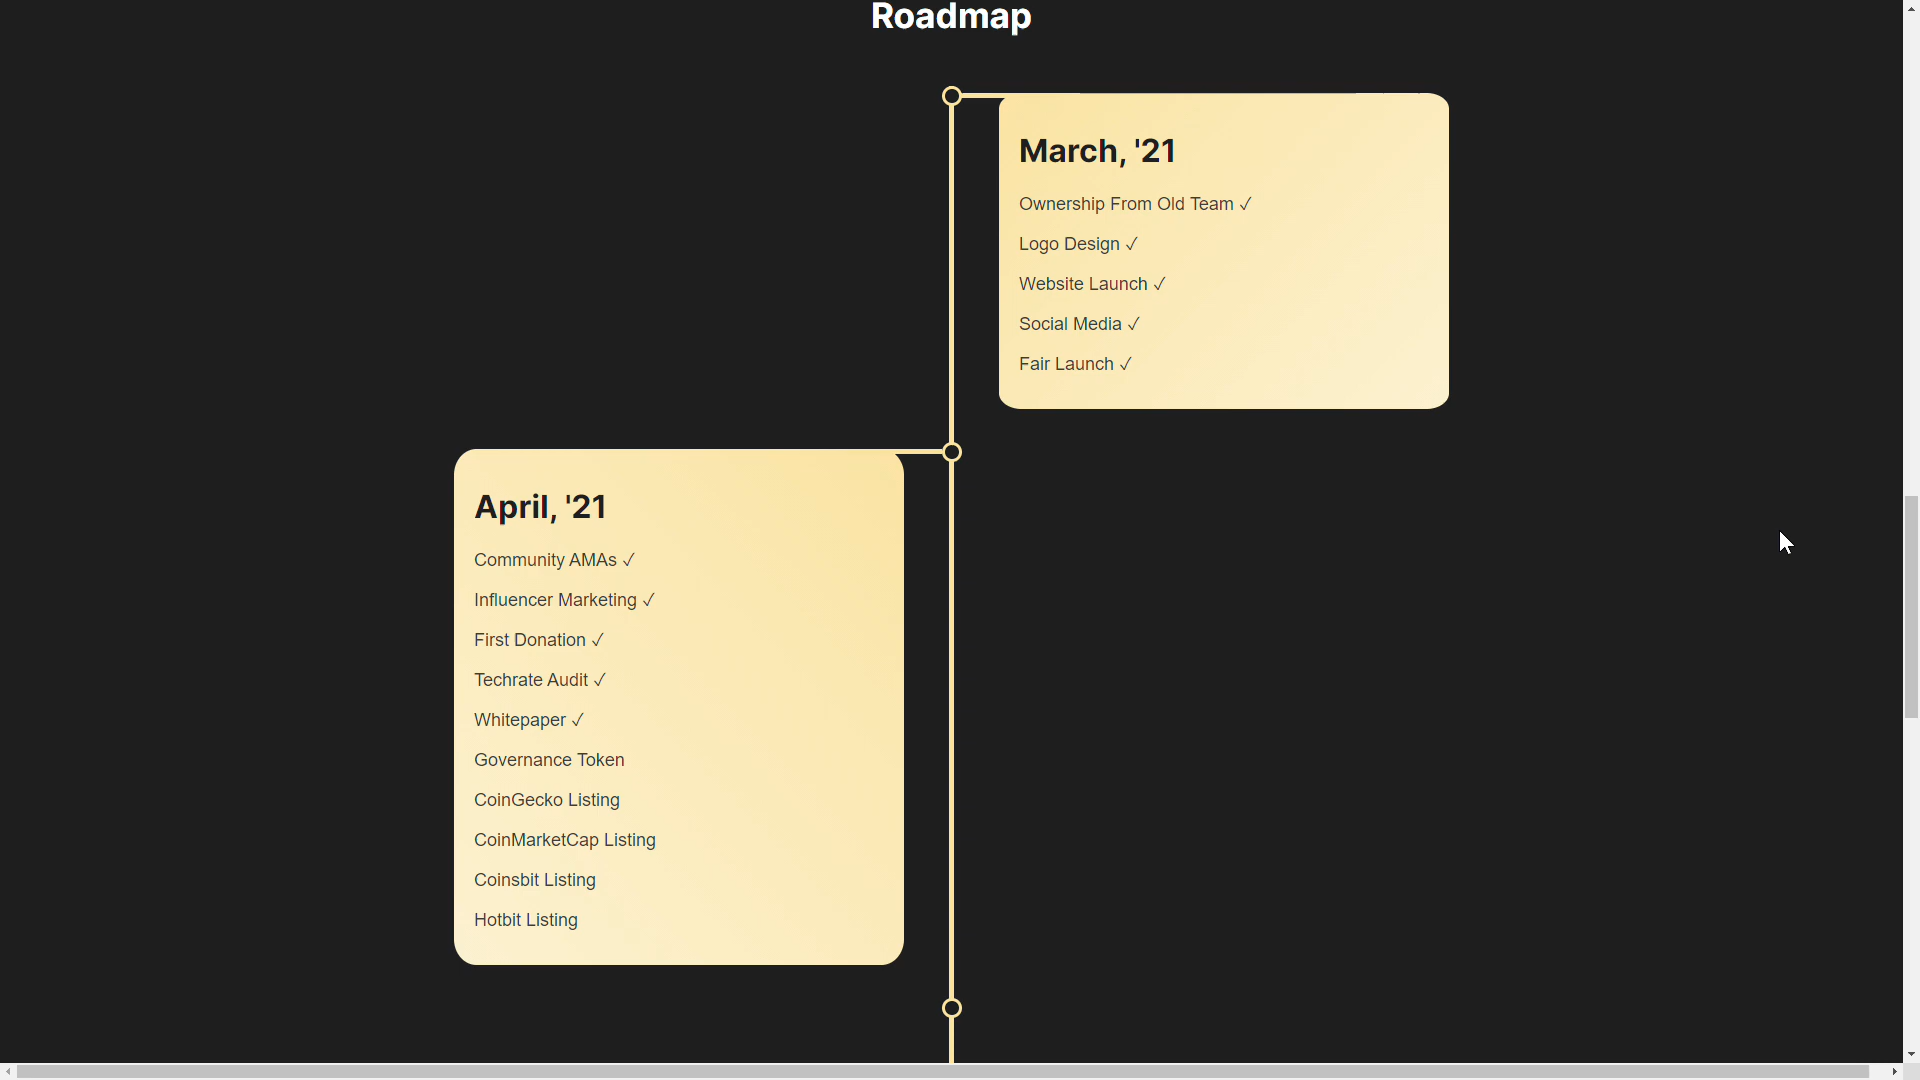 Roadmap
March, '21
Ownership From Old Team ✓
Logo Design ✓
Website Launch ✓
Social Media ✓
Fair Launch ✓
April, '21
Community AMAs ✓
Influencer Marketing ✓
First Donation ✓
Techrate Audit ✓
Whitepaper ✓
Governance Token
CoinGecko Listing
CoinMarketCap Listing
Coinsbit Listing
Hotbit Listing